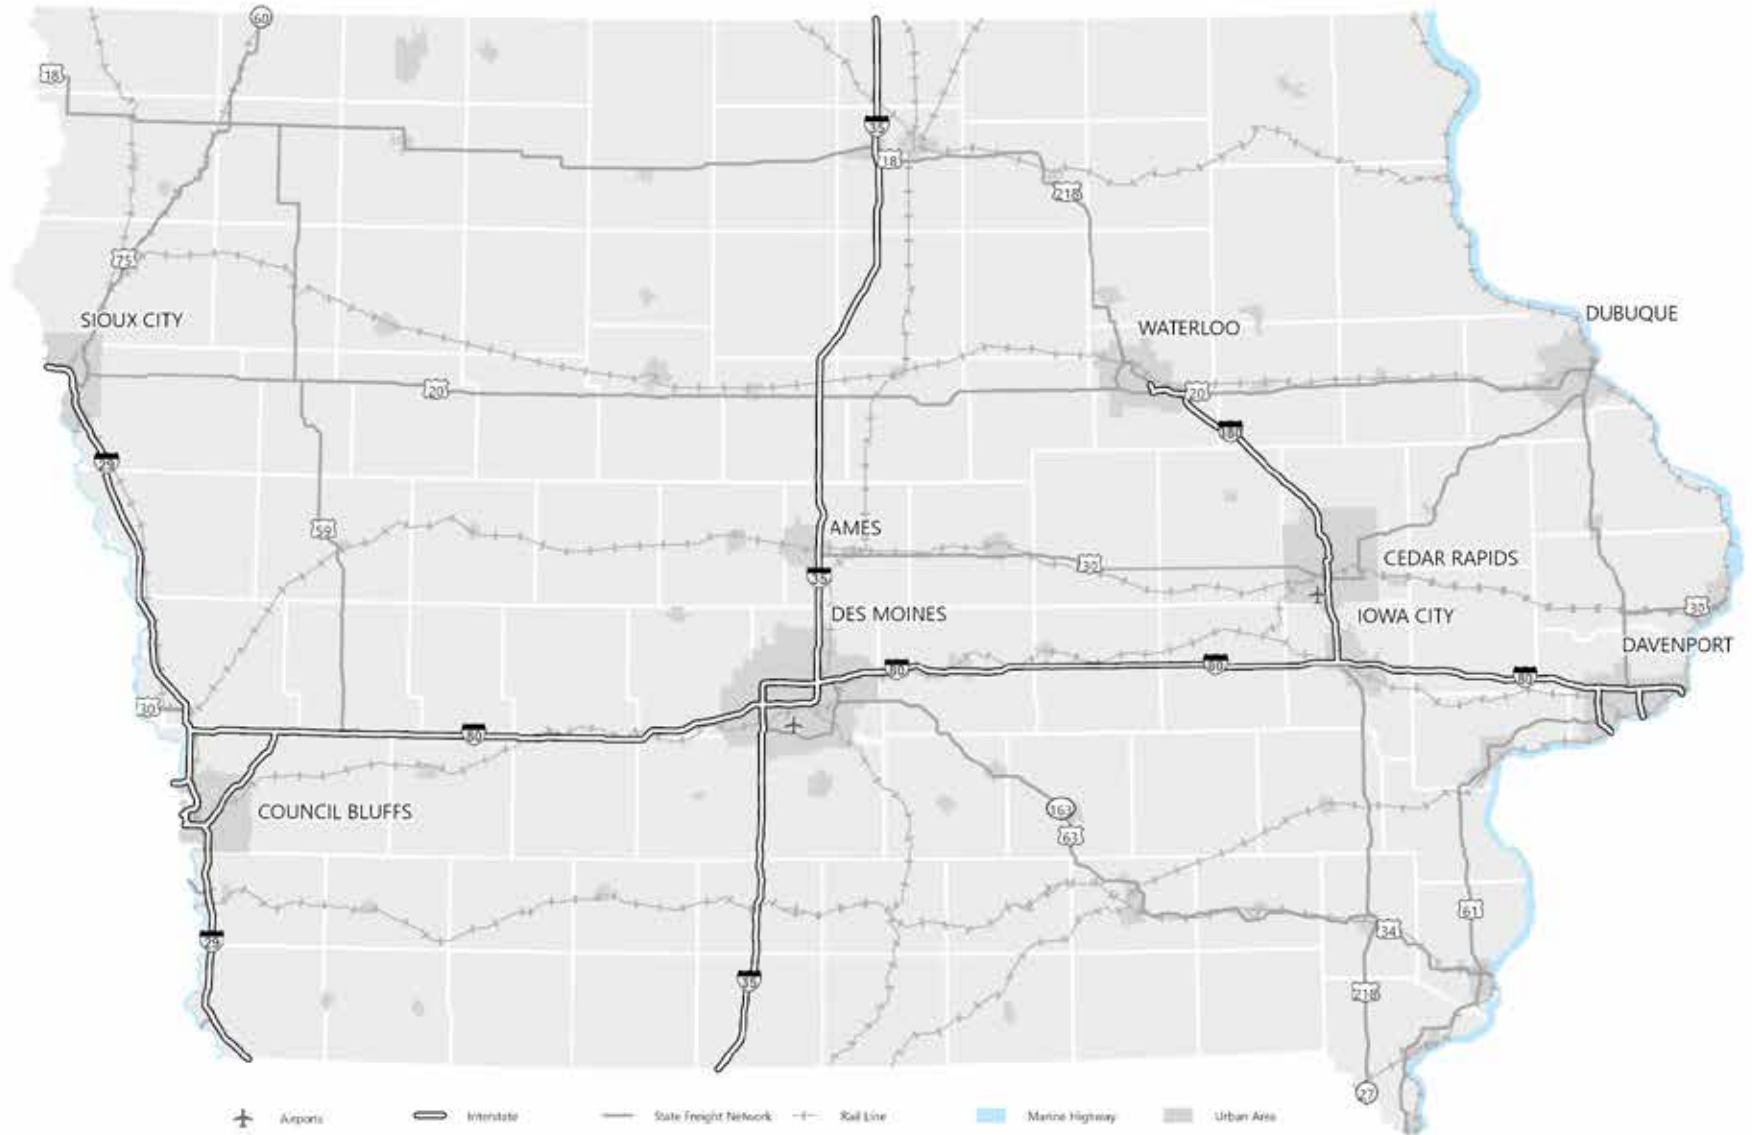 60
18
35
18
218
75
SIOUX CITY
DUBUQUE
WATERLOO
20
20
380
29
59
AMES
30
CEDAR RAPIDS
35
30
DES MOINES
IOWA CITY
DAVENPORT
80
80
80
30
80
COUNCIL BLUFFS
163
63
61
34
29
35
218
27
Airports
Interstate
State Freight Network
Rail Line
Marine Highway
Urban Area